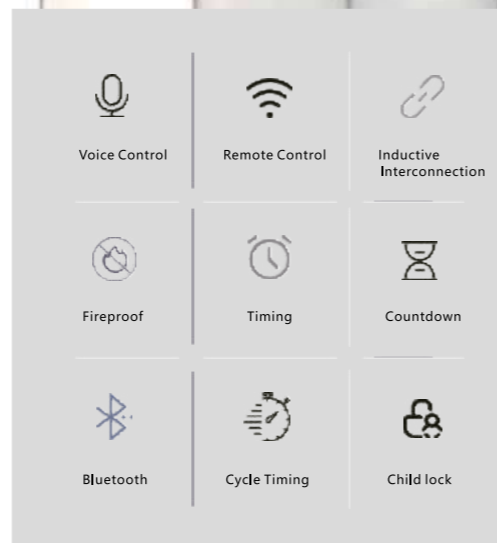 Voice Control
Remote Control
Inductive
Interconnection
Fireproof
Timing
Countdown
Bluetooth
Cycle Timing
Child lock